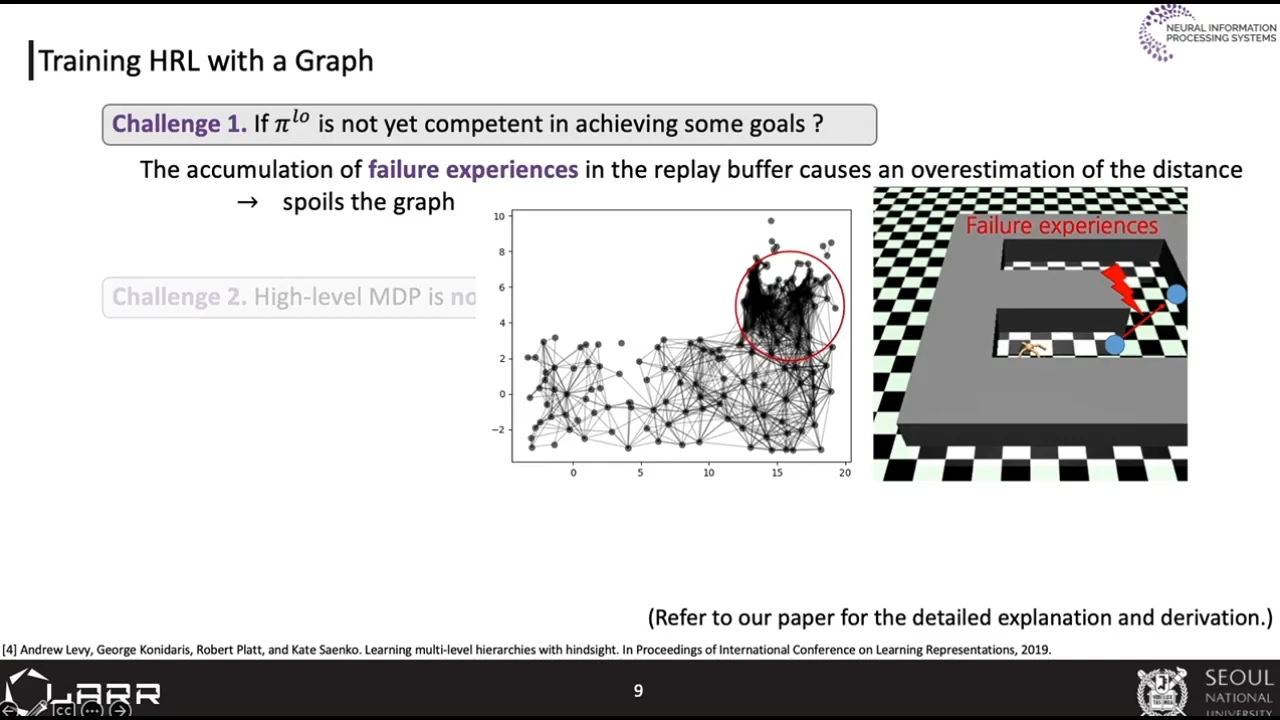 NEURAL INFORMATION
PROCESSING SYSTEMS
Training HRL with a Graph
Challenge 1. If π^lo is not yet competent in achieving some goals ?
The accumulation of failure experiences in the replay buffer causes an overestimation of the distance
→ spoils the graph
Failure experiences
Challenge 2. High-level MDP is no
10
8
6
4
2
0
−2
0 5 10 15 20
(Refer to our paper for the detailed explanation and derivation.)
[4] Andrew Levy, George Konidaris, Robert Platt, and Kate Saenko. Learning multi-level hierarchies with hindsight. In Proceedings of International Conference on Learning Representations, 2019.
LARR
9
SEOUL
NATIONAL
UNIVERSITY
CC